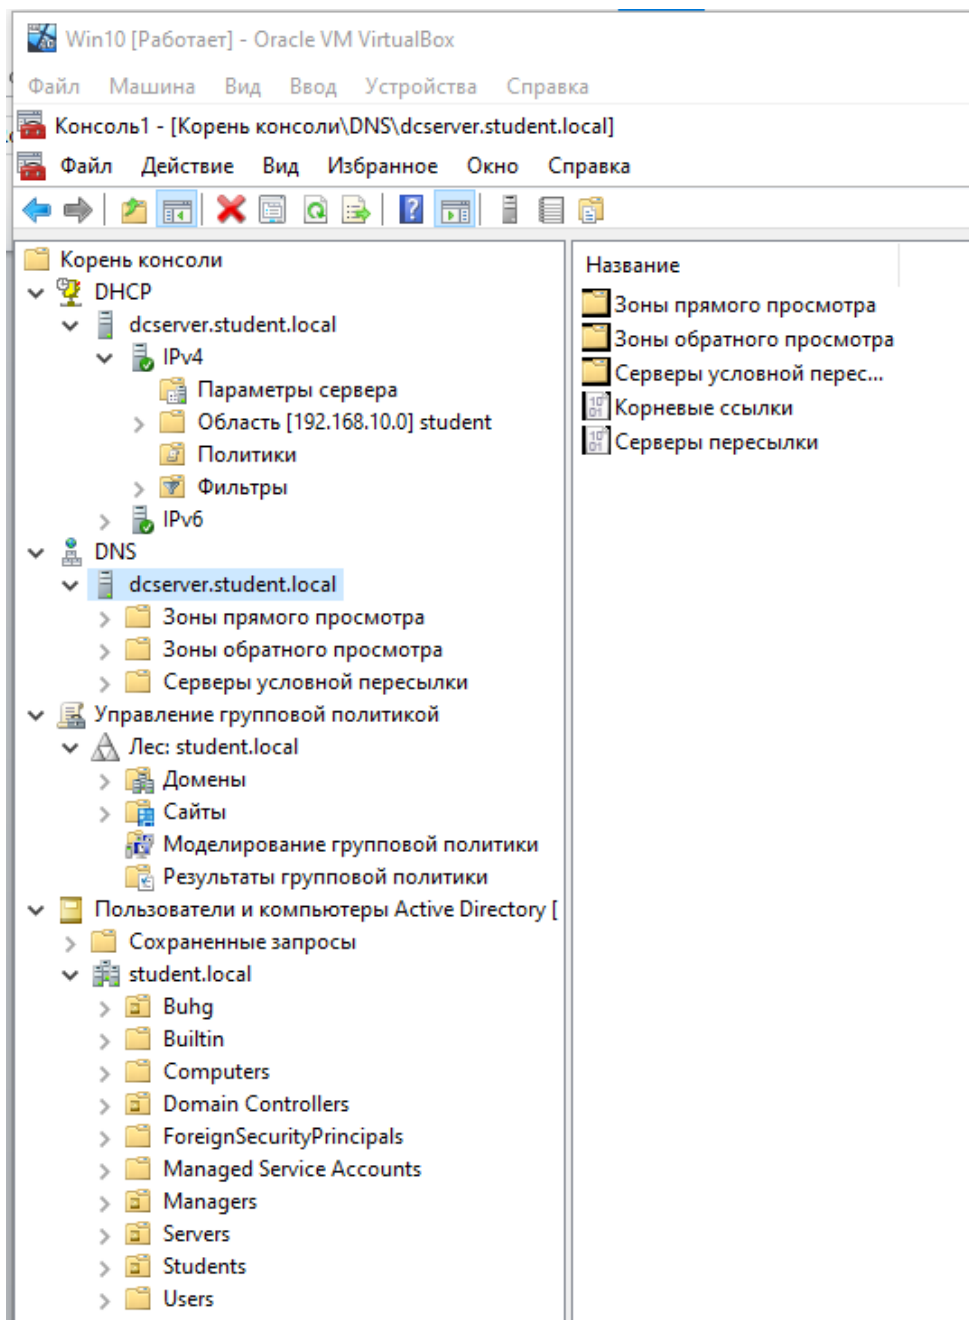 Win10 [Работает] - Oracle VM VirtualBox
Файл Машина Вид Ввод Устройства Справка
Консоль1 - [Корень консоли\DNS\dcserver.student.local]
Файл Действие Вид Избранное Окно Справка
Корень консоли
DHCP
dcserver.student.local
IPv4
Параметры сервера
Область [192.168.10.0] student
Политики
Фильтры
IPv6
DNS
dcserver.student.local
Зоны прямого просмотра
Зоны обратного просмотра
Серверы условной пересылки
Управление групповой политикой
Лес: student.local
Домены
Сайты
Моделирование групповой политики
Результаты групповой политики
Пользователи и компьютеры Active Directory [
Сохраненные запросы
student.local
Buhg
Builtin
Computers
Domain Controllers
ForeignSecurityPrincipals
Managed Service Accounts
Managers
Servers
Students
Users
Название
Зоны прямого просмотра
Зоны обратного просмотра
Серверы условной перес...
Корневые ссылки
Серверы пересылки